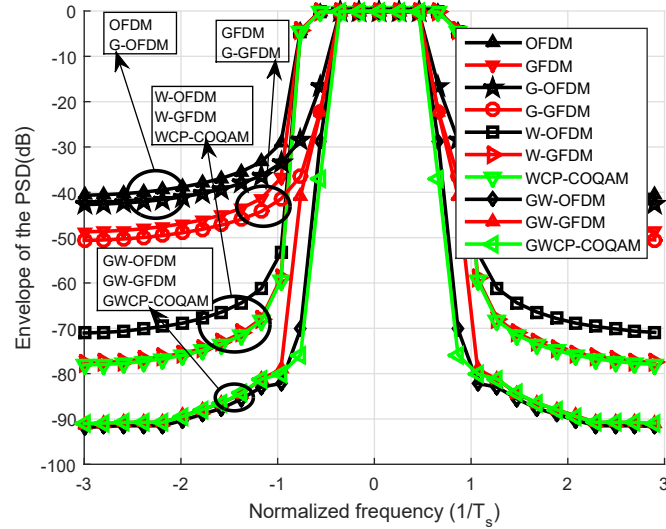 0
-10
-20
-30
-40
-50
-60
-70
-80
-90
-100
Envelope of the PSD(dB)
-3
-2
-1
0
1
2
3
Normalized frequency (1/T_s)
OFDM
G-OFDM
GFDM
G-GFDM
W-OFDM
W-GFDM
WCP-COQAM
GW-OFDM
GW-GFDM
GWCP-COQAM
OFDM
GFDM
G-OFDM
G-GFDM
W-OFDM
W-GFDM
WCP-COQAM
GW-OFDM
GW-GFDM
GWCP-COQAM